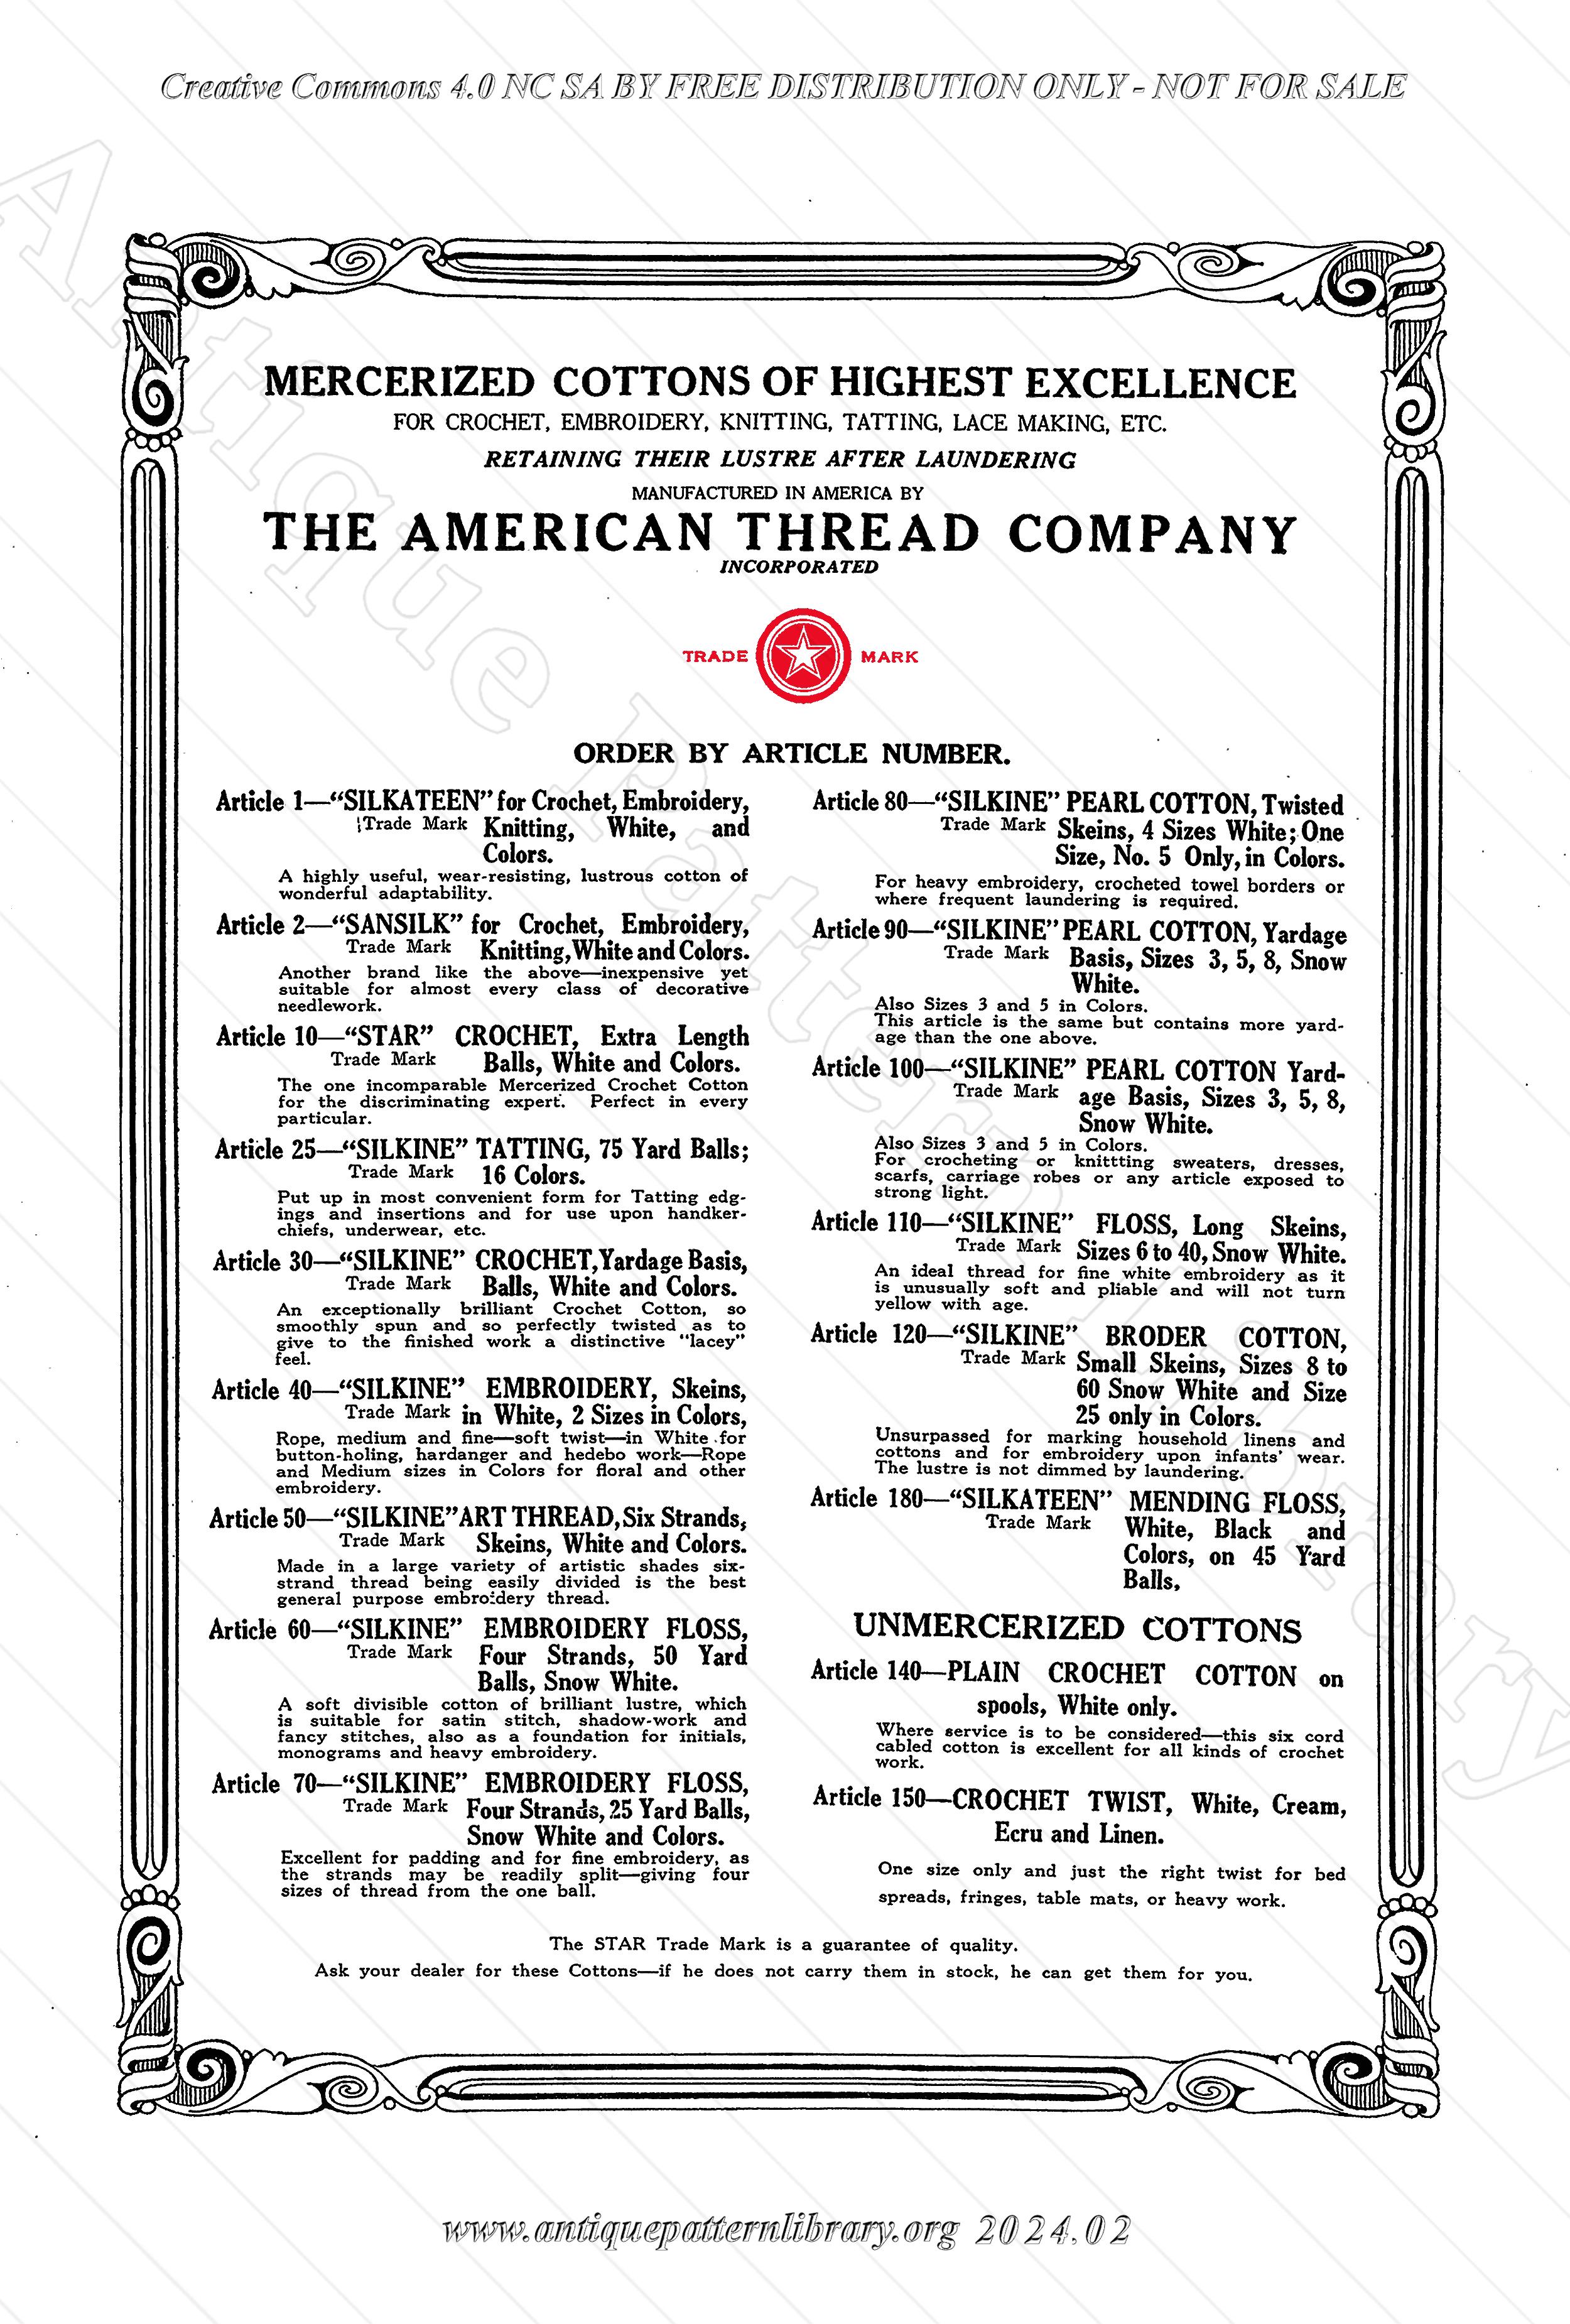 Creative Commons 4.0 NC SA BY FREE DISTRIBUTION ONLY - NOT FOR SALE
MERCERIZED COTTONS OF HIGHEST EXCELLENCE
FOR CROCHET, EMBROIDERY, KNITTING, TATTING, LACE MAKING, ETC.
RETAINING THEIR LUSTRE AFTER LAUNDERING
MANUFACTURED IN AMERICA BY
THE AMERICAN THREAD COMPANY
INCORPORATED
TRADE MARK
ORDER BY ARTICLE NUMBER.
Article 1—“SILKATEEN” for Crochet, Embroidery,
Trade Mark Knitting, White, and
Colors.
A highly useful, wear-resisting, lustrous cotton of
wonderful adaptability.
Article 2—“SANSILK” for Crochet, Embroidery,
Trade Mark Knitting, White and Colors.
Another brand like the above—inexpensive yet
suitable for almost every class of decorative
needlework.
Article 10—“STAR” CROCHET, Extra Length
Trade Mark Balls, White and Colors.
The one incomparable Mercerized Crochet Cotton
for the discriminating expert. Perfect in every
particular.
Article 25—“SILKINE” TATTING, 75 Yard Balls;
Trade Mark 16 Colors.
Put up in most convenient form for Tatting edg-
ings and insertions and for use upon handker-
chiefs, underwear, etc.
Article 30—“SILKINE” CROCHET, Yardage Basis,
Trade Mark Balls, White and Colors.
An exceptionally brilliant Crochet Cotton, so
smoothly spun and so perfectly twisted as to
give to the finished work a distinctive “lacey”
feel.
Article 40—“SILKINE” EMBROIDERY, Skeins,
Trade Mark in White, 2 Sizes in Colors,
Rope, medium and fine—soft twist—in White for
button-holing, hardanger and hedebo work—Rope
and Medium sizes in Colors for floral and other
embroidery.
Article 50—“SILKINE” ART THREAD, Six Strands,
Trade Mark Skeins, White and Colors.
Made in a large variety of artistic shades six-
strand thread being easily divided is the best
general purpose embroidery thread.
Article 60—“SILKINE” EMBROIDERY FLOSS,
Trade Mark Four Strands, 50 Yard
Balls, Snow White.
A soft divisible cotton of brilliant lustre, which
is suitable for satin stitch, shadow-work and
fancy stitches, also as a foundation for initials,
monograms and heavy embroidery.
Article 70—“SILKINE” EMBROIDERY FLOSS,
Trade Mark Four Strands, 25 Yard Balls,
Snow White and Colors.
Excellent for padding and for fine embroidery, as
the strands may be readily split—giving four
sizes of thread from the one ball.
Article 80—“SILKINE” PEARL COTTON, Twisted
Trade Mark Skeins, 4 Sizes White; One
Size, No. 5 Only, in Colors.
For heavy embroidery, crocheted towel borders or
where frequent laundering is required.
Article 90—“SILKINE” PEARL COTTON, Yardage
Trade Mark Basis, Sizes 3, 5, 8, Snow
White.
Also Sizes 3 and 5 in Colors.
This article is the same but contains more yard-
age than the one above.
Article 100—“SILKINE” PEARL COTTON Yard-
Trade Mark age Basis, Sizes 3, 5, 8,
Snow White.
Also Sizes 3 and 5 in Colors.
For crocheting or knittting sweaters, dresses,
scarfs, carriage robes or any article exposed to
strong light.
Article 110—“SILKINE” FLOSS, Long Skeins,
Trade Mark Sizes 6 to 40, Snow White.
An ideal thread for fine white embroidery as it
is unusually soft and pliable and will not turn
yellow with age.
Article 120—“SILKINE” BRODER COTTON,
Trade Mark Small Skeins, Sizes 8 to
60 Snow White and Size
25 only in Colors.
Unsurpassed for marking household linens and
cottons and for embroidery upon infants’ wear.
The lustre is not dimmed by laundering.
Article 180—“SILKATEEN” MENDING FLOSS,
Trade Mark White, Black and
Colors, on 45 Yard
Balls,
UNMERCERIZED COTTONS
Article 140—PLAIN CROCHET COTTON on
spools, White only.
Where service is to be considered—this six cord
cabled cotton is excellent for all kinds of crochet
work.
Article 150—CROCHET TWIST, White, Cream,
Ecru and Linen.
One size only and just the right twist for bed
spreads, fringes, table mats, or heavy work.
The STAR Trade Mark is a guarantee of quality.
Ask your dealer for these Cottons—if he does not carry them in stock, he can get them for you.
Antique Pattern Library
www.antiquepatternlibrary.org 2024.02